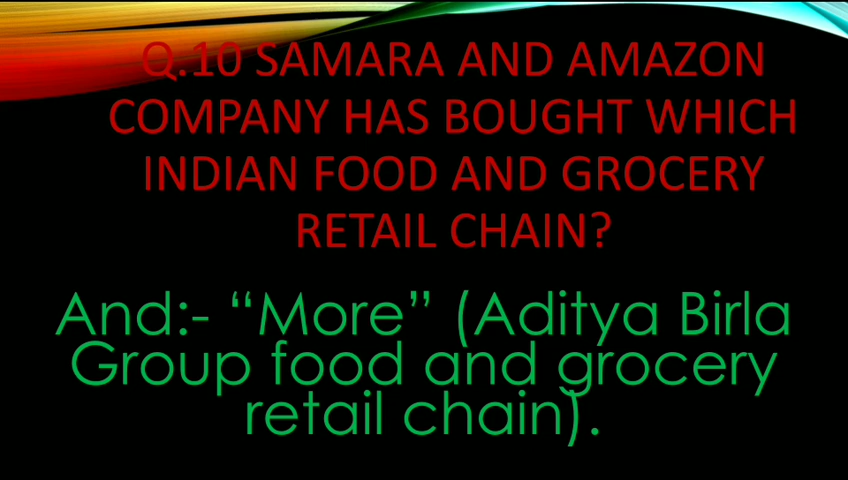 Q.10 SAMARA AND AMAZON
COMPANY HAS BOUGHT WHICH
INDIAN FOOD AND GROCERY
RETAIL CHAIN?
And:- “More” (Aditya Birla
Group food and grocery
retail chain).